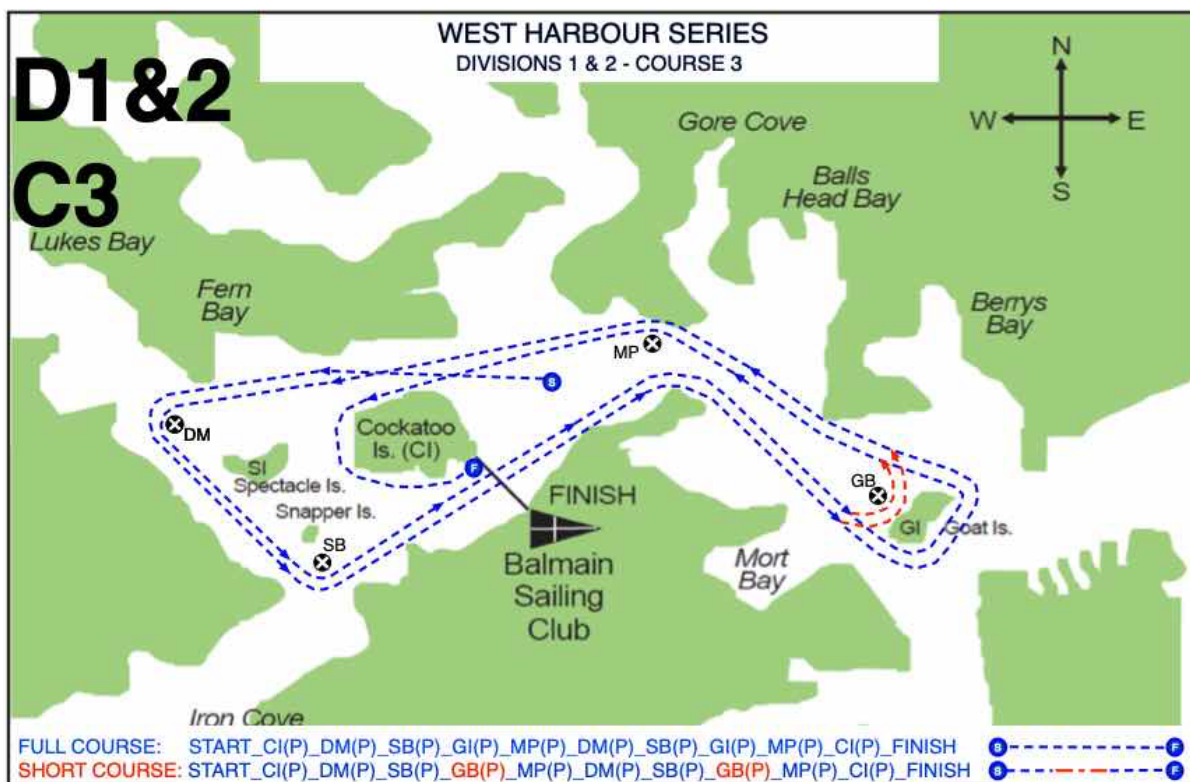 WEST HARBOUR SERIES
DIVISIONS 1 & 2 - COURSE 3
D1&2
C3
N
W
E
S
Gore Cove
Balls
Head Bay
Lukes Bay
Fern
Bay
Berrys
Bay
MP
S
DM
Cockatoo
Is. (CI)
SI
Spectacle Is.
F
FINISH
GB
Snapper Is.
GI
Goat Is.
SB
Balmain
Sailing
Club
Mort
Bay
Iron Cove
FULL COURSE: START_CI(P)_DM(P)_SB(P)_GI(P)_MP(P)_DM(P)_SB(P)_GI(P)_MP(P)_CI(P)_FINISH S F
SHORT COURSE: START_CI(P)_DM(P)_SB(P)_GB(P)_MP(P)_DM(P)_SB(P)_GB(P)_MP(P)_CI(P)_FINISH S F